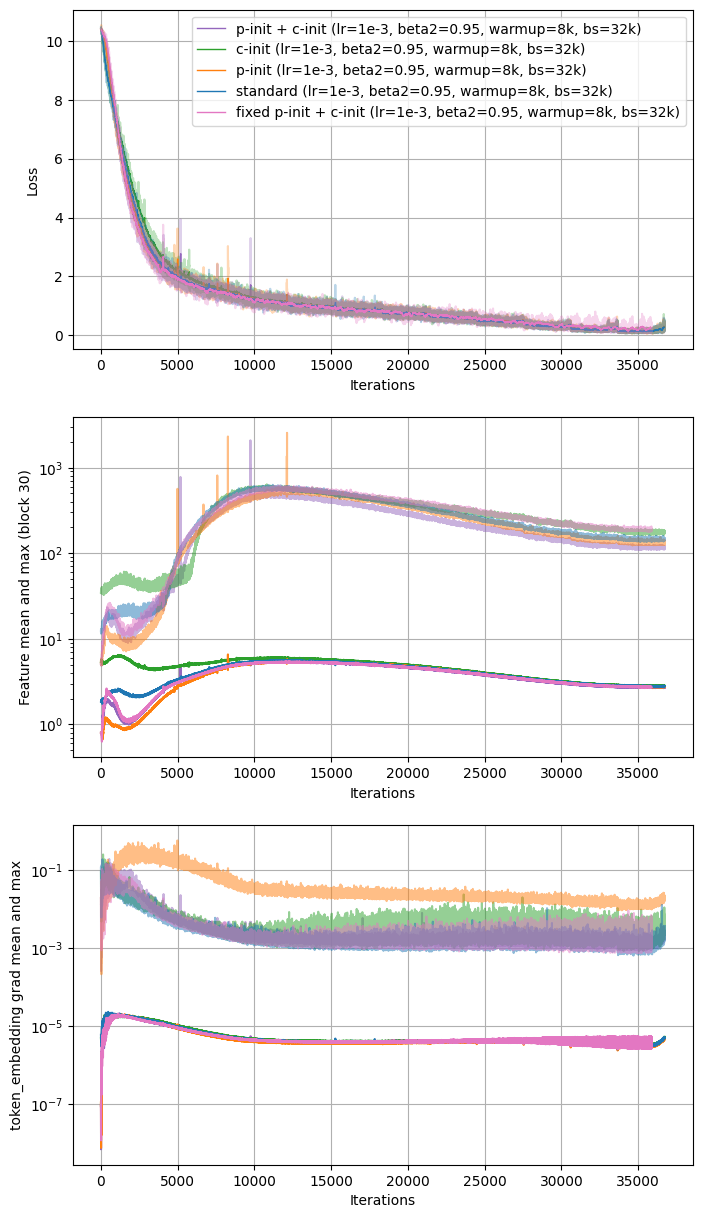 10
8
6
4
2
0
Loss
p-init + c-init (lr=1e-3, beta2=0.95, warmup=8k, bs=32k)
c-init (lr=1e-3, beta2=0.95, warmup=8k, bs=32k)
p-init (lr=1e-3, beta2=0.95, warmup=8k, bs=32k)
standard (lr=1e-3, beta2=0.95, warmup=8k, bs=32k)
fixed p-init + c-init (lr=1e-3, beta2=0.95, warmup=8k, bs=32k)
0 5000 10000 15000 20000 25000 30000 35000
Iterations
10³
10²
10¹
10⁰
Feature mean and max (block 30)
0 5000 10000 15000 20000 25000 30000 35000
Iterations
10⁻¹
10⁻³
10⁻⁵
10⁻⁷
token_embedding grad mean and max
0 5000 10000 15000 20000 25000 30000 35000
Iterations